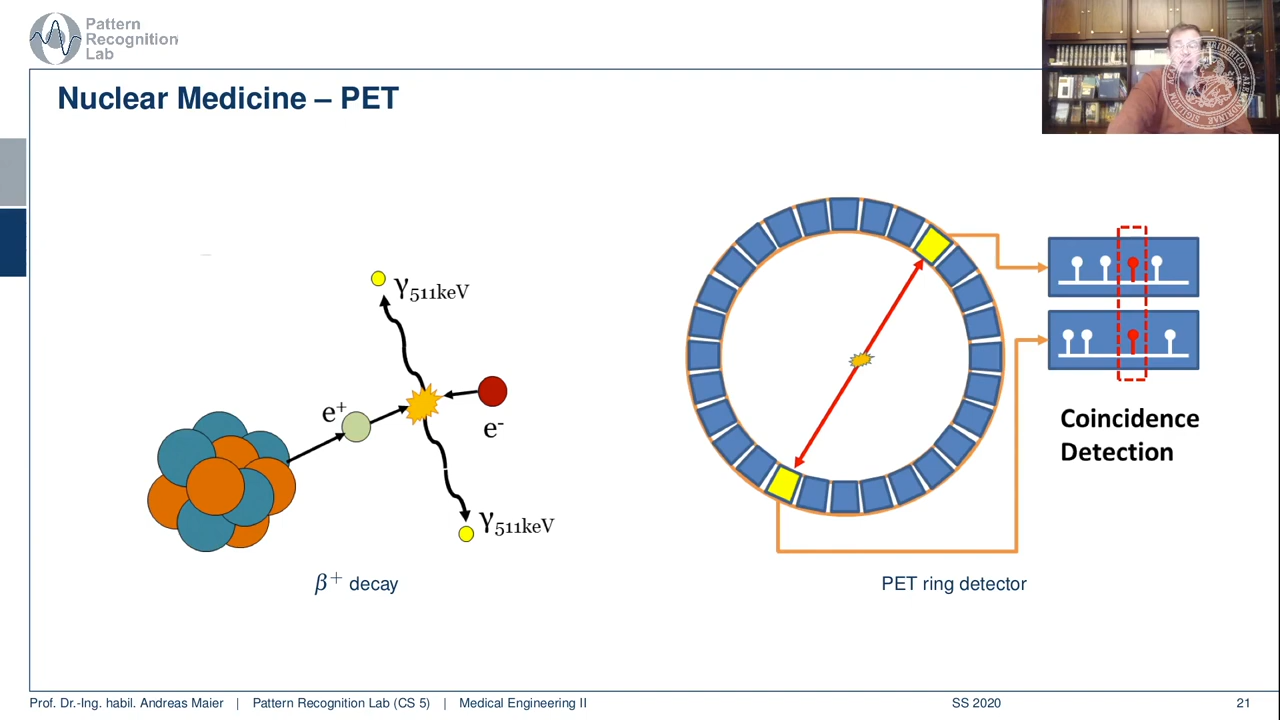 Pattern
Recognition
Lab
Nuclear Medicine – PET
γ511keV
e+
e-
γ511keV
β+ decay
Coincidence
Detection
PET ring detector
Prof. Dr.-Ing. habil. Andreas Maier | Pattern Recognition Lab (CS 5) | Medical Engineering II SS 2020 21